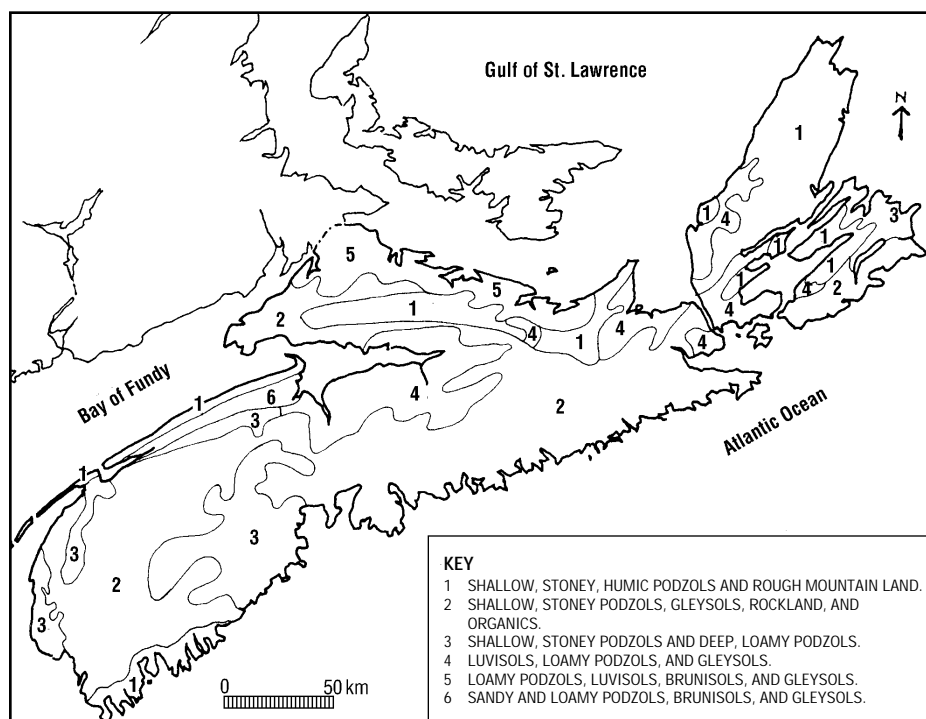 Gulf of St. Lawrence
N
1
1
4
3
1
1
1
1
4
2
4
5
5
2
1
4
1
4
4
Bay of Fundy
1
6
3
4
2
Atlantic Ocean
1
3
3
2
3
1
0 50 km
KEY
1 SHALLOW, STONEY, HUMIC PODZOLS AND ROUGH MOUNTAIN LAND.
2 SHALLOW, STONEY PODZOLS, GLEYSOLS, ROCKLAND, AND
ORGANICS.
3 SHALLOW, STONEY PODZOLS AND DEEP, LOAMY PODZOLS.
4 LUVISOLS, LOAMY PODZOLS, AND GLEYSOLS.
5 LOAMY PODZOLS, LUVISOLS, BRUNISOLS, AND GLEYSOLS.
6 SANDY AND LOAMY PODZOLS, BRUNISOLS, AND GLEYSOLS.